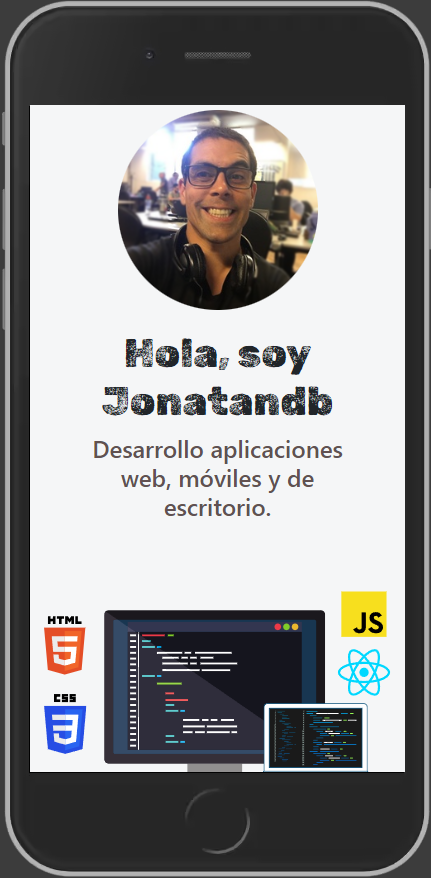 Hola, soy
Jonatandb
Desarrollo aplicaciones
web, móviles y de
escritorio.
HTML
5
JS
CSS
3